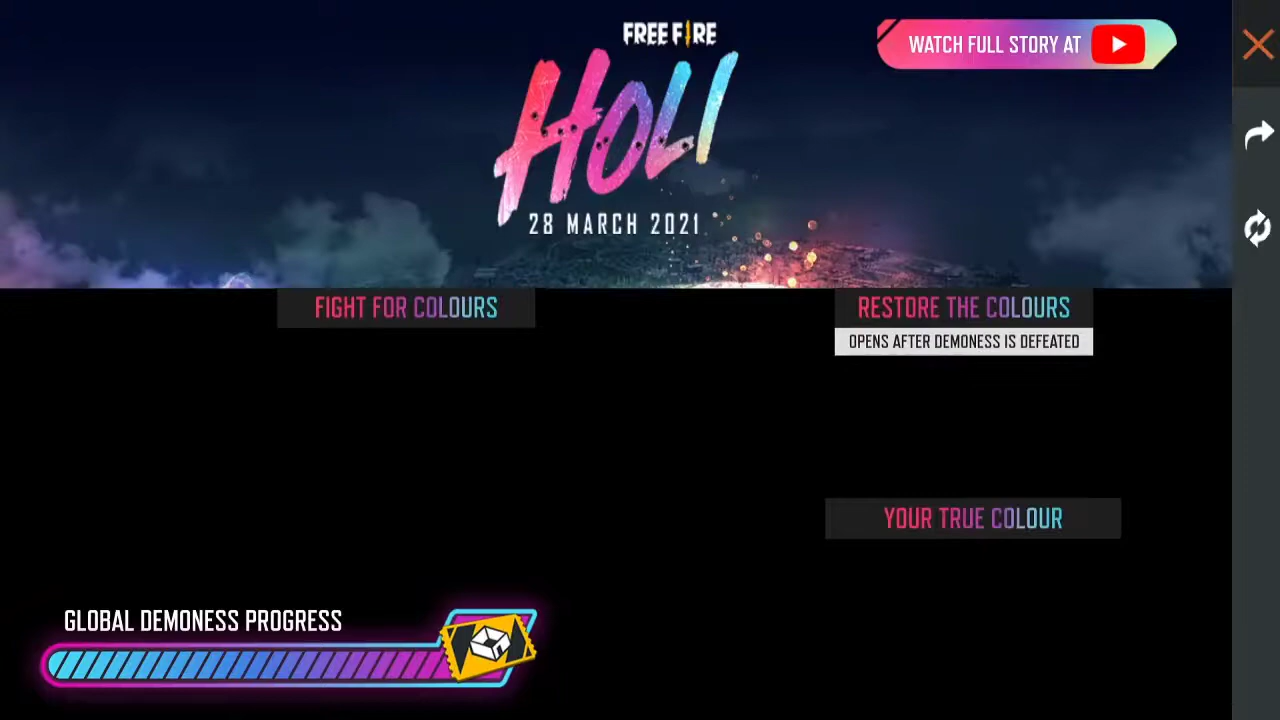 FREE FIRE
HOLI
28 MARCH 2021
WATCH FULL STORY AT
FIGHT FOR COLOURS
RESTORE THE COLOURS
OPENS AFTER DEMONESS IS DEFEATED
YOUR TRUE COLOUR
GLOBAL DEMONESS PROGRESS